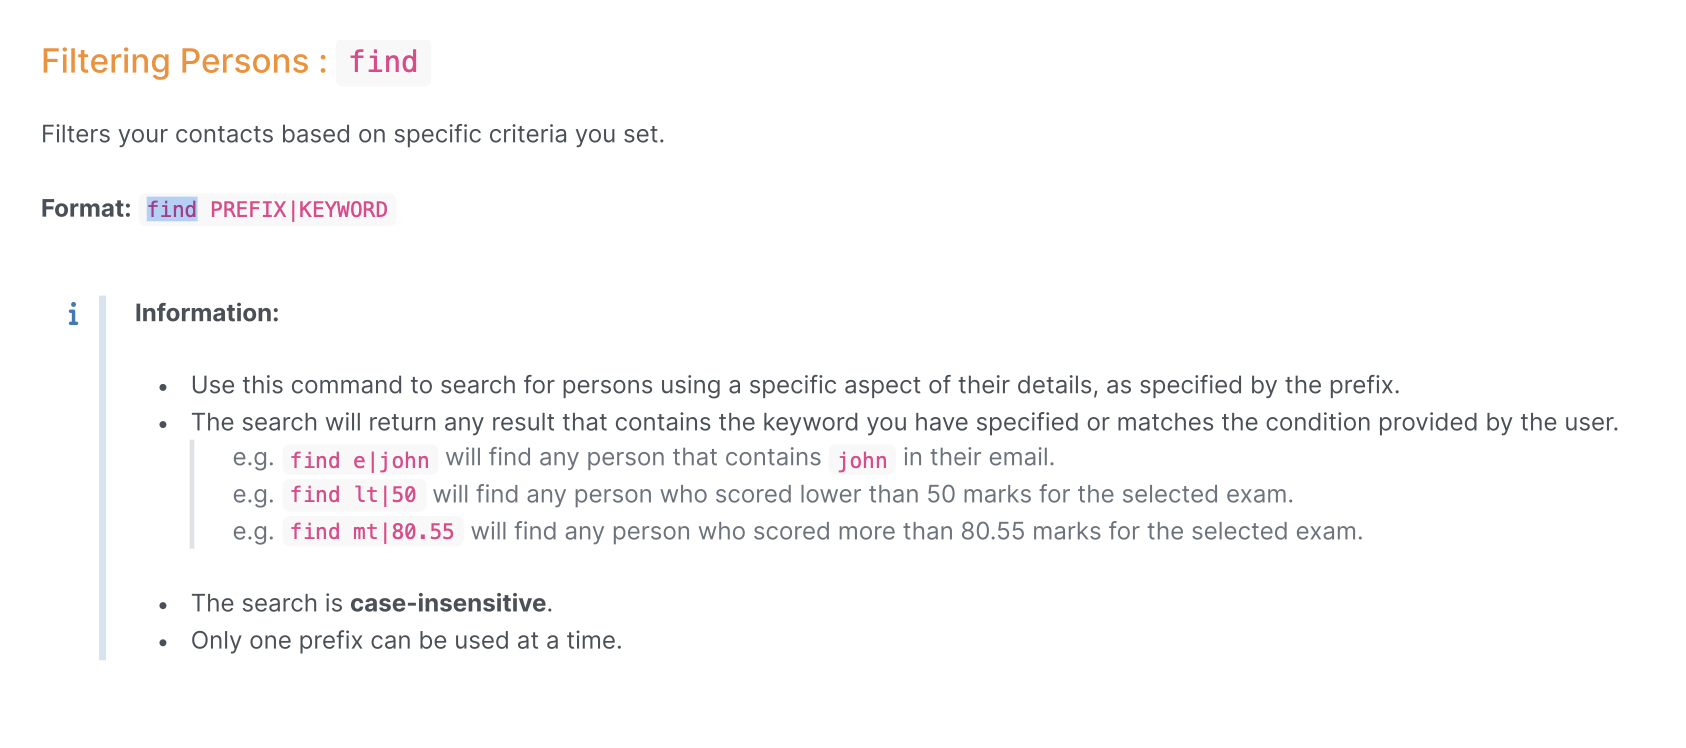 Filtering Persons : find
Filters your contacts based on specific criteria you set.
Format: find PREFIX|KEYWORD
i Information:
• Use this command to search for persons using a specific aspect of their details, as specified by the prefix.
• The search will return any result that contains the keyword you have specified or matches the condition provided by the user.
e.g. find e|john will find any person that contains john in their email.
e.g. find lt|50 will find any person who scored lower than 50 marks for the selected exam.
e.g. find mt|80.55 will find any person who scored more than 80.55 marks for the selected exam.
• The search is case-insensitive.
• Only one prefix can be used at a time.